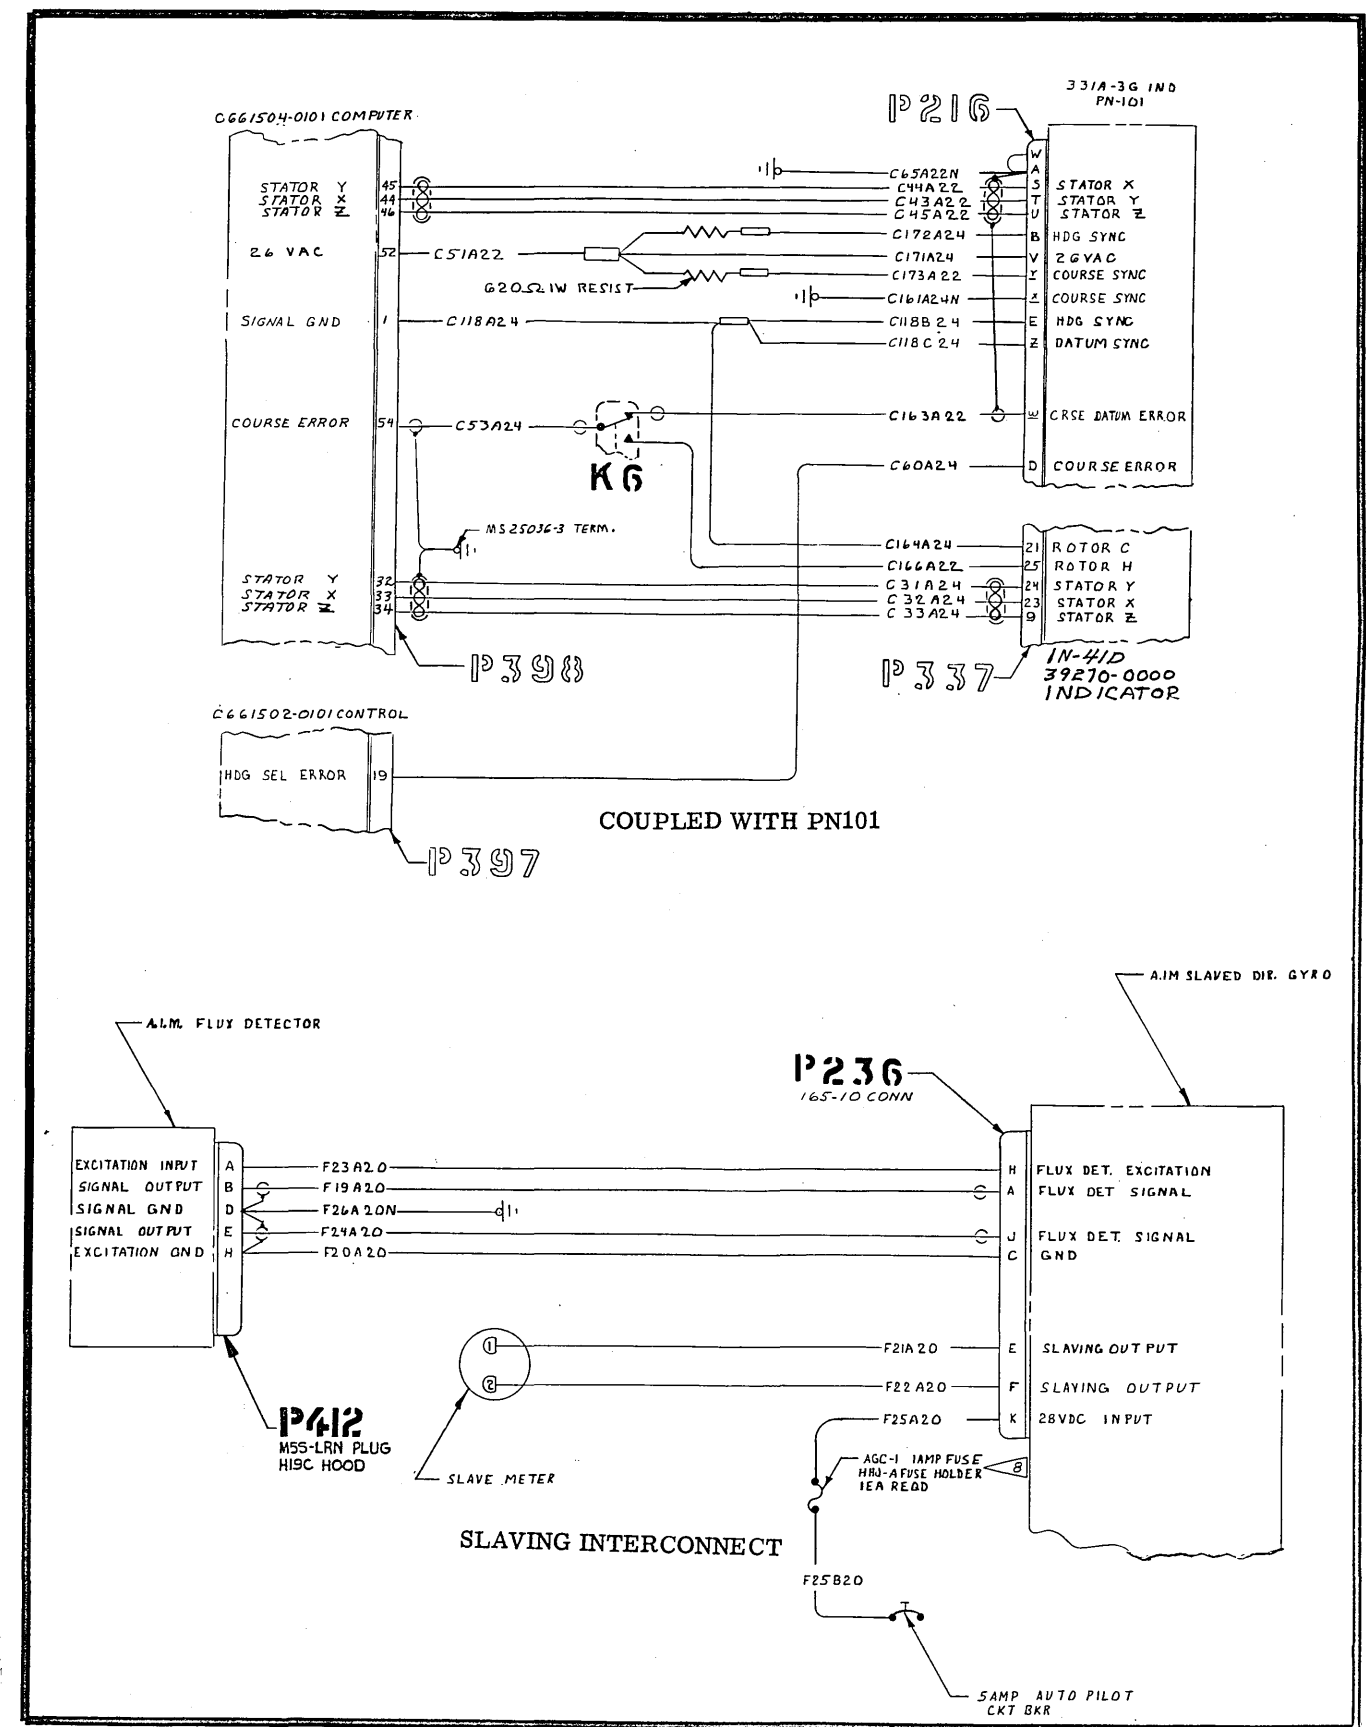 331A-3G IND
PN-101
P216
C661504-0101 COMPUTER
W
A
C65A22N
STATOR Y 45 C44A22 S STATOR X
STATOR X 44 C43A22 T STATOR Y
STATOR Z 46 C45A22 U STATOR Z
C172A24 B HDG SYNC
26 VAC 52 C51A22 C171A24 V 26VAC
C173A22 Y COURSE SYNC
620Ω 1W RESIST
C161A24N X COURSE SYNC
SIGNAL GND 1 C118A24 C118B24 E HDG SYNC
C118C24 Z DATUM SYNC
COURSE ERROR 54 C53A24 C163A22 W CRSE DATUM ERROR
K6
C60A24 D COURSE ERROR
MS25036-3 TERM.
C164A24 21 ROTOR C
C166A22 25 ROTOR H
STATOR Y 32 C31A24 24 STATOR Y
STATOR X 33 C32A24 23 STATOR X
STATOR Z 34 C33A24 9 STATOR Z
P398
P337
IN-41D
39270-0000
INDICATOR
C661502-0101 CONTROL
HDG SEL ERROR 19
COUPLED WITH PN101
P397
A.I.M SLAVED DIR. GYRO
A.I.M. FLUX DETECTOR
P236
165-10 CONN
EXCITATION INPUT A F23A20 H FLUX DET. EXCITATION
SIGNAL OUTPUT B F19A20 A FLUX DET SIGNAL
SIGNAL GND D F26A20N
SIGNAL OUTPUT E F24A20 J FLUX DET. SIGNAL
EXCITATION GND H F20A20 C GND
1 F21A20 E SLAVING OUTPUT
2 F22A20 F SLAVING OUTPUT
F25A20 K 28VDC INPUT
P412
M55-LRN PLUG
H19C HOOD
SLAVE METER
AGC-1 1AMP FUSE
HHJ-A FUSE HOLDER
1EA REQD
8
SLAVING INTERCONNECT
F25B20
5AMP AUTO PILOT
CKT BKR